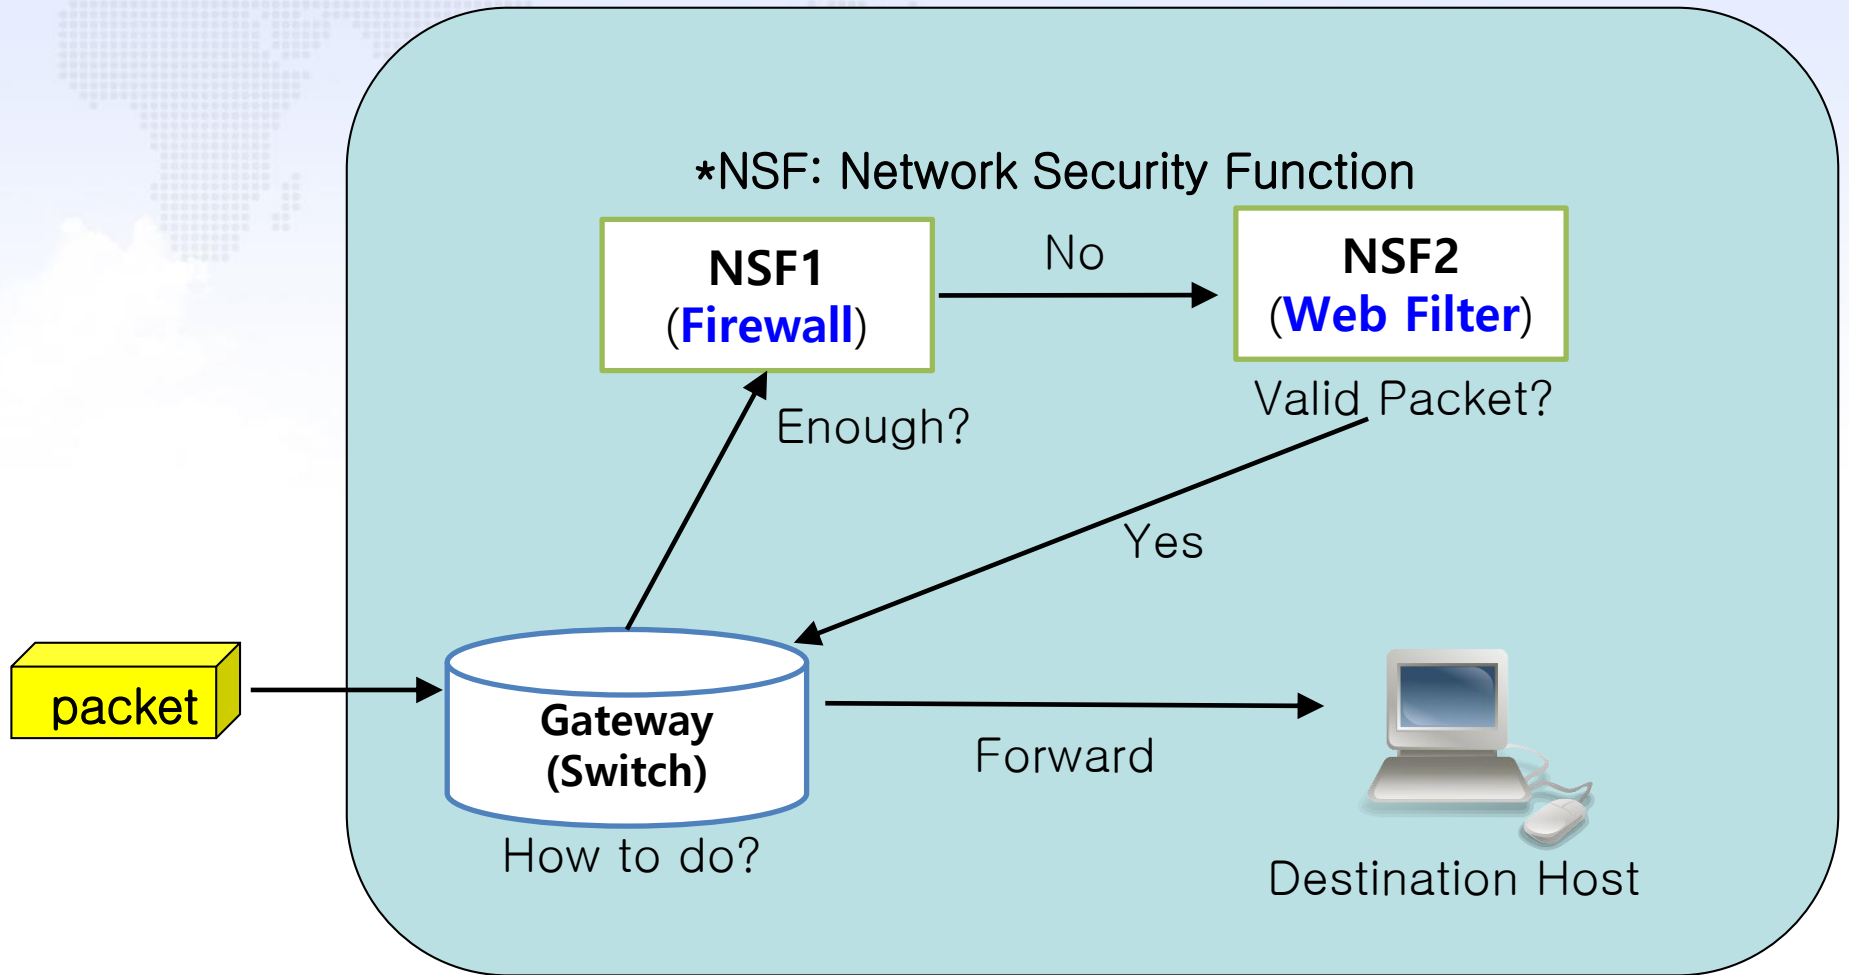 *NSF: Network Security Function
NSF1
(Firewall)
No
NSF2
(Web Filter)
Enough?
Valid Packet?
Yes
packet
Gateway
(Switch)
Forward
How to do?
Destination Host